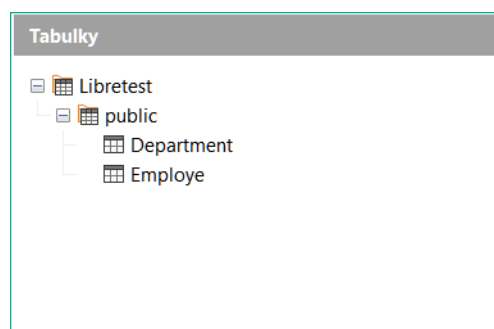 Tabulky
Libretest
public
Department
Employe